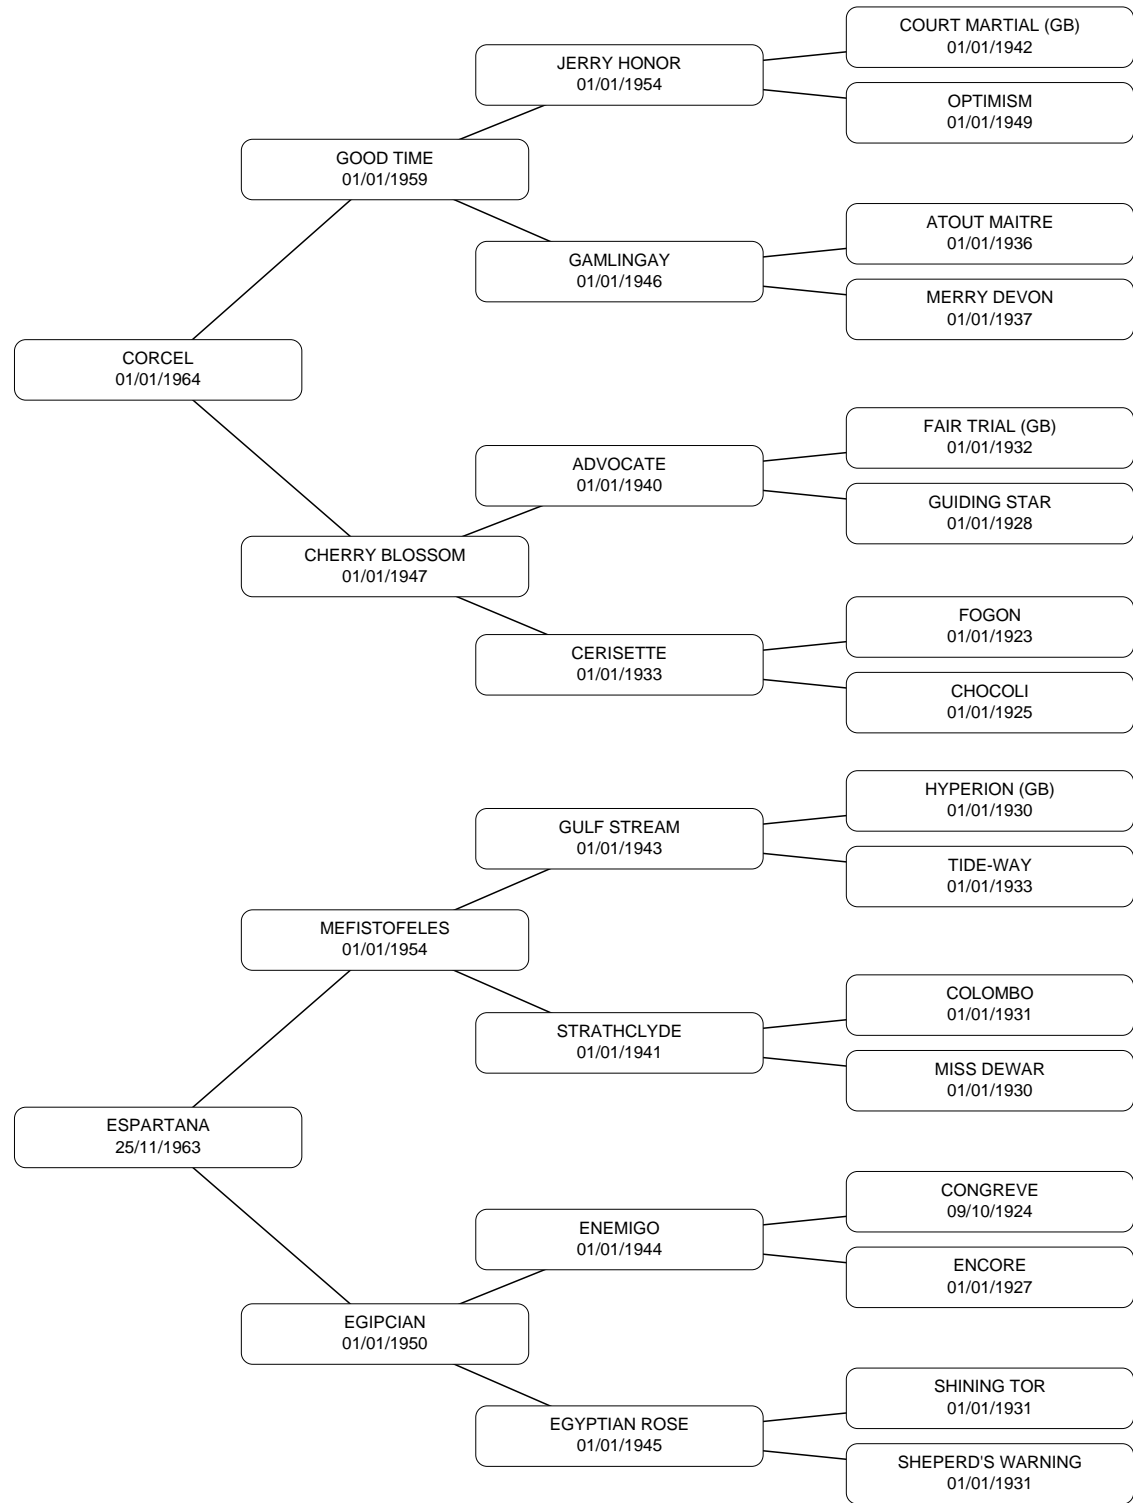 COURT MARTIAL (GB)
01/01/1942
JERRY HONOR
01/01/1954
OPTIMISM
01/01/1949
GOOD TIME
01/01/1959
ATOUT MAITRE
01/01/1936
GAMLINGAY
01/01/1946
MERRY DEVON
01/01/1937
CORCEL
01/01/1964
FAIR TRIAL (GB)
01/01/1932
ADVOCATE
01/01/1940
GUIDING STAR
01/01/1928
CHERRY BLOSSOM
01/01/1947
FOGON
01/01/1923
CERISETTE
01/01/1933
CHOCOLI
01/01/1925
HYPERION (GB)
01/01/1930
GULF STREAM
01/01/1943
TIDE-WAY
01/01/1933
MEFISTOFELES
01/01/1954
COLOMBO
01/01/1931
STRATHCLYDE
01/01/1941
MISS DEWAR
01/01/1930
ESPARTANA
25/11/1963
CONGREVE
09/10/1924
ENEMIGO
01/01/1944
ENCORE
01/01/1927
EGIPCIAN
01/01/1950
SHINING TOR
01/01/1931
EGYPTIAN ROSE
01/01/1945
SHEPERD'S WARNING
01/01/1931